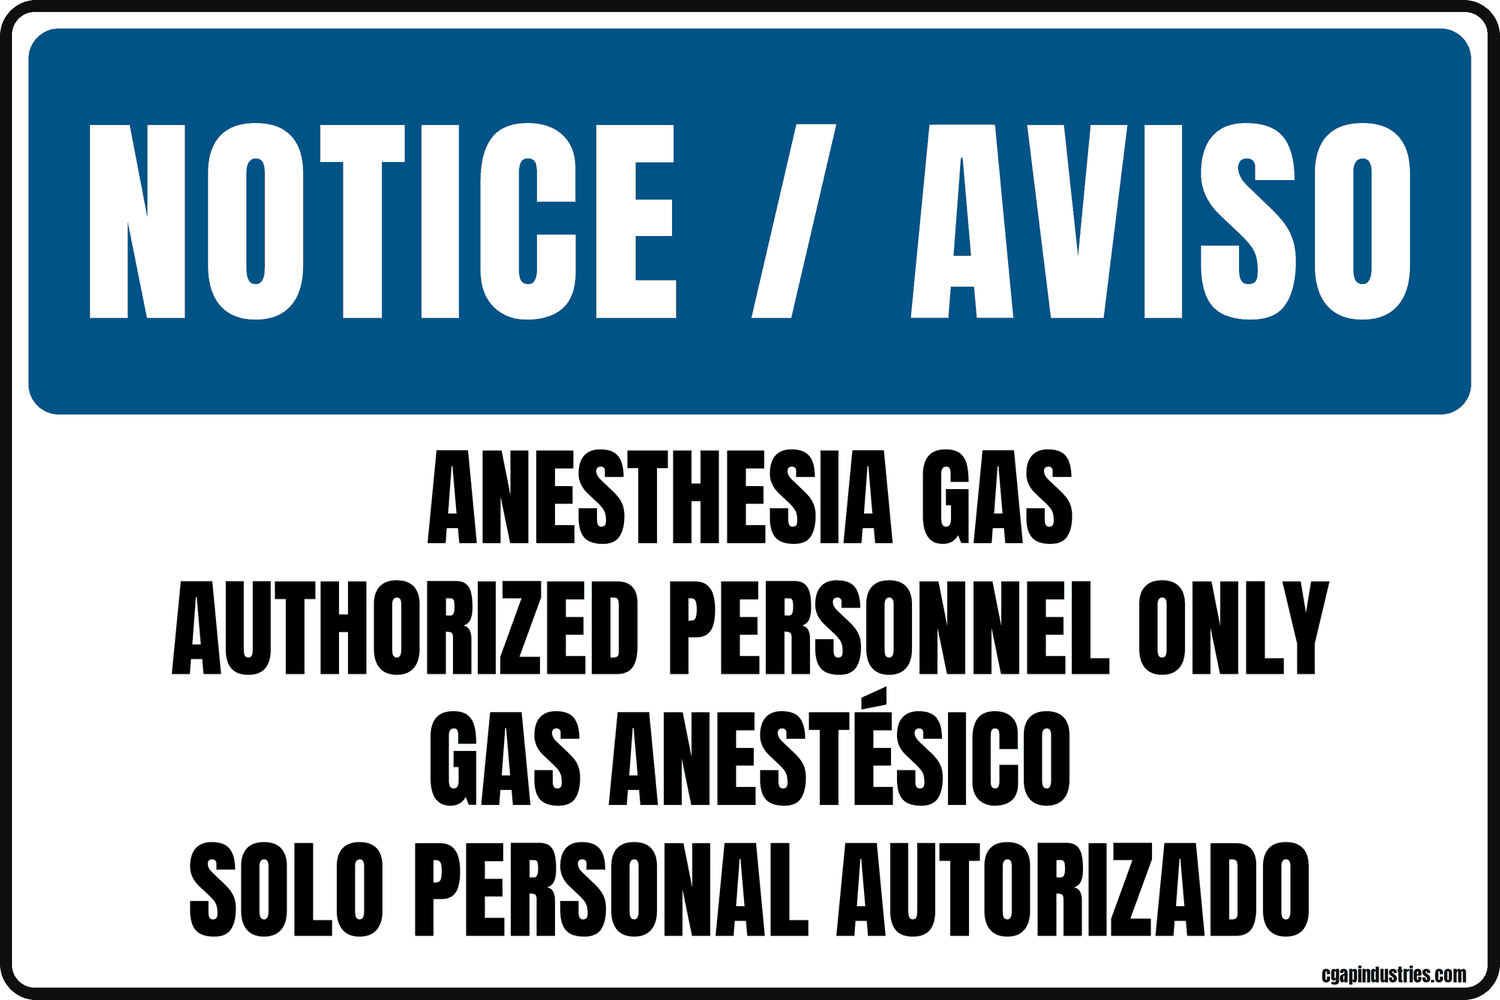 NOTICE / AVISO
ANESTHESIA GAS
AUTHORIZED PERSONNEL ONLY
GAS ANESTÉSICO
SOLO PERSONAL AUTORIZADO
cgapindustries.com